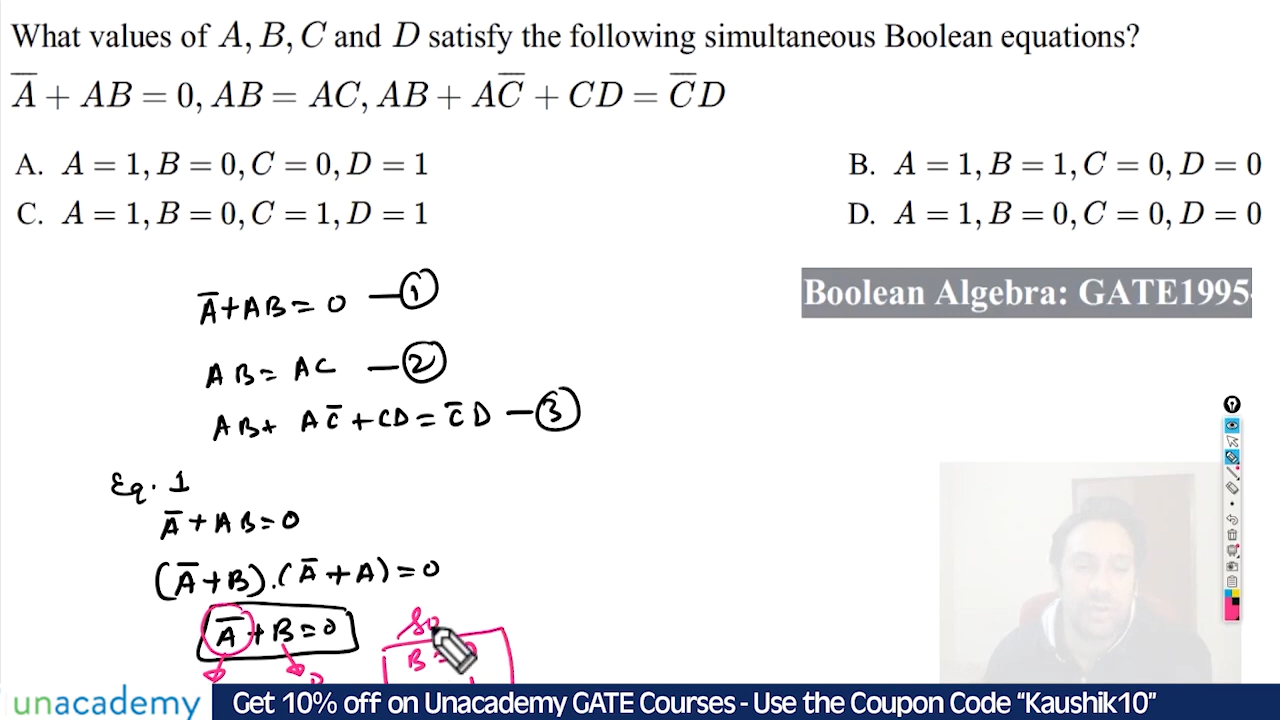 What values of A, B, C and D satisfy the following simultaneous Boolean equations?
A̅ + AB = 0, AB = AC, AB + AC̅ + CD = C̅D
A. A = 1, B = 0, C = 0, D = 1
B. A = 1, B = 1, C = 0, D = 0
C. A = 1, B = 0, C = 1, D = 1
D. A = 1, B = 0, C = 0, D = 0
Boolean Algebra: GATE1995
A̅ + AB = 0 — ①
AB = AC — ②
AB + AC̅ + CD = C̅D — ③
Eq. 1
A̅ + AB = 0
(A̅ + B).(A̅ + A) = 0
A̅ + B = 0
So
B =
unacademy
Get 10% off on Unacademy GATE Courses - Use the Coupon Code “Kaushik10”